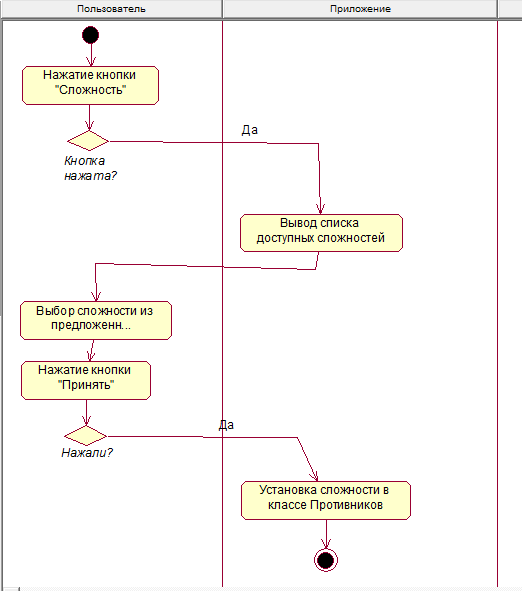 Пользователь
Приложение
Нажатие кнопки
"Сложность"
Да
Кнопка
нажата?
Вывод списка
доступных сложностей
Выбор сложности из
предложенн...
Нажатие кнопки
"Принять"
Да
Нажали?
Установка сложности в
классе Противников